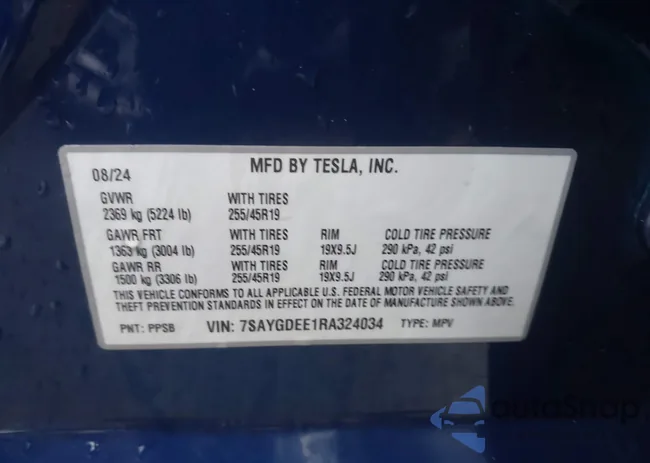 08/24
MFD BY TESLA, INC.
GVWR WITH TIRES
2369 kg (5224 lb) 255/45R19
GAWR FRT WITH TIRES RIM COLD TIRE PRESSURE
1363 kg (3004 lb) 255/45R19 19X9.5J 290 kPa, 42 psi
GAWR RR WITH TIRES RIM COLD TIRE PRESSURE
1500 kg (3306 lb) 255/45R19 19X9.5J 290 kPa, 42 psi
THIS VEHICLE CONFORMS TO ALL APPLICABLE U.S. FEDERAL MOTOR VEHICLE SAFETY AND
THEFT PREVENTION STANDARDS IN EFFECT ON THE DATE OF MANUFACTURE SHOWN ABOVE.
PNT: PPSB VIN: 7SAYGDEE1RA324034 TYPE: MPV
autoSnap